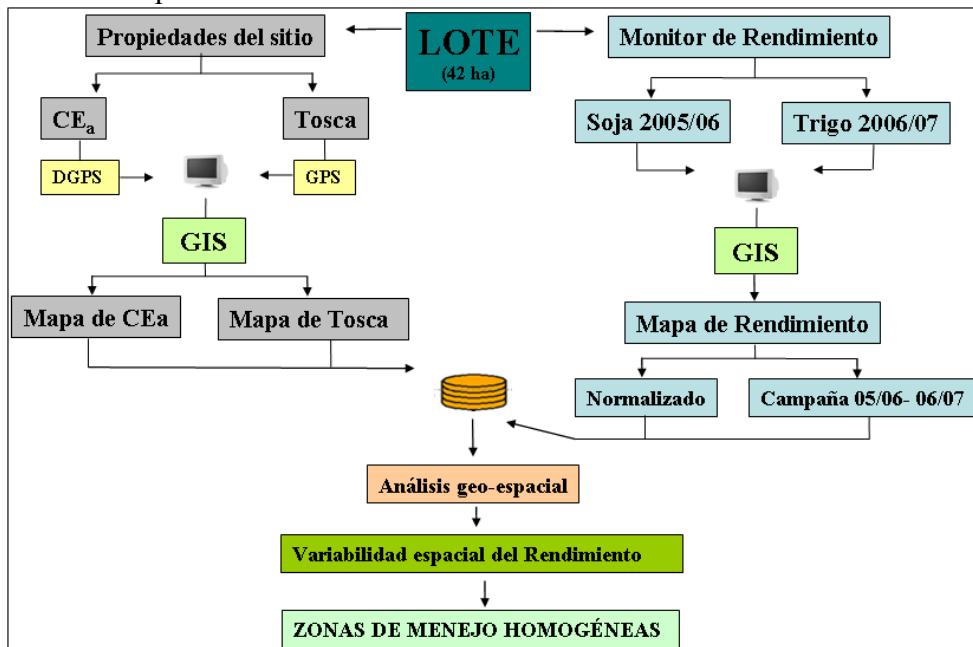 Propiedades del sitio
LOTE
(42 ha)
Monitor de Rendimiento
CEa
Tosca
Soja 2005/06
Trigo 2006/07
DGPS
GPS
GIS
GIS
Mapa de CEa
Mapa de Tosca
Mapa de Rendimiento
Normalizado
Campaña 05/06- 06/07
Análisis geo-espacial
Variabilidad espacial del Rendimiento
ZONAS DE MENEJO HOMOGÉNEAS